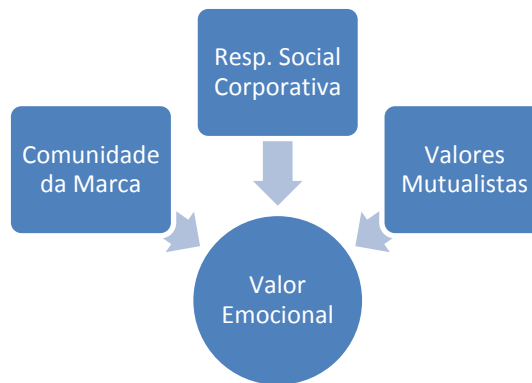 Resp. Social
Corporativa
Comunidade
da Marca
Valores
Mutualistas
Valor
Emocional